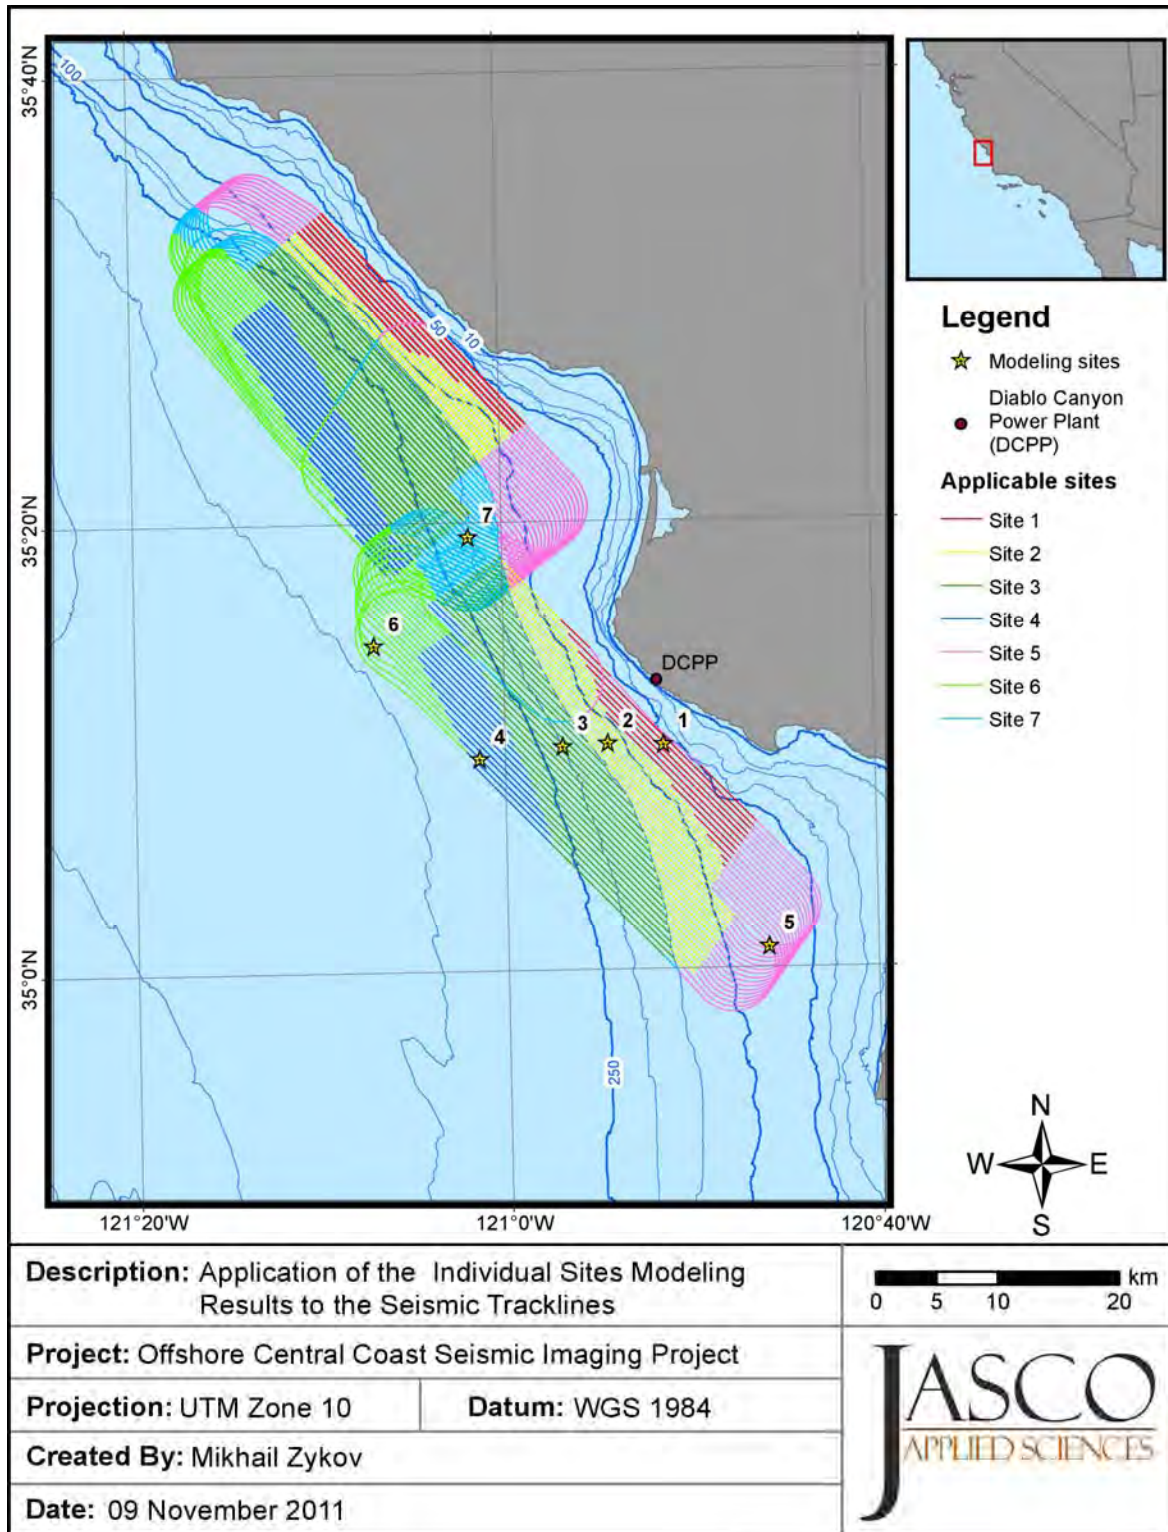 35°40'N
35°20'N
35°0'N
121°20'W
121°0'W
120°40'W
100
50
10
250
7
6
DCPP
4
3
2
1
5
Legend
Modeling sites
Diablo Canyon
Power Plant
(DCPP)
Applicable sites
Site 1
Site 2
Site 3
Site 4
Site 5
Site 6
Site 7
N
W
E
S
Description: Application of the Individual Sites Modeling
Results to the Seismic Tracklines
Project: Offshore Central Coast Seismic Imaging Project
Projection: UTM Zone 10
Datum: WGS 1984
Created By: Mikhail Zykov
Date: 09 November 2011
km
0 5 10 20
JASCO
APPLIED SCIENCES